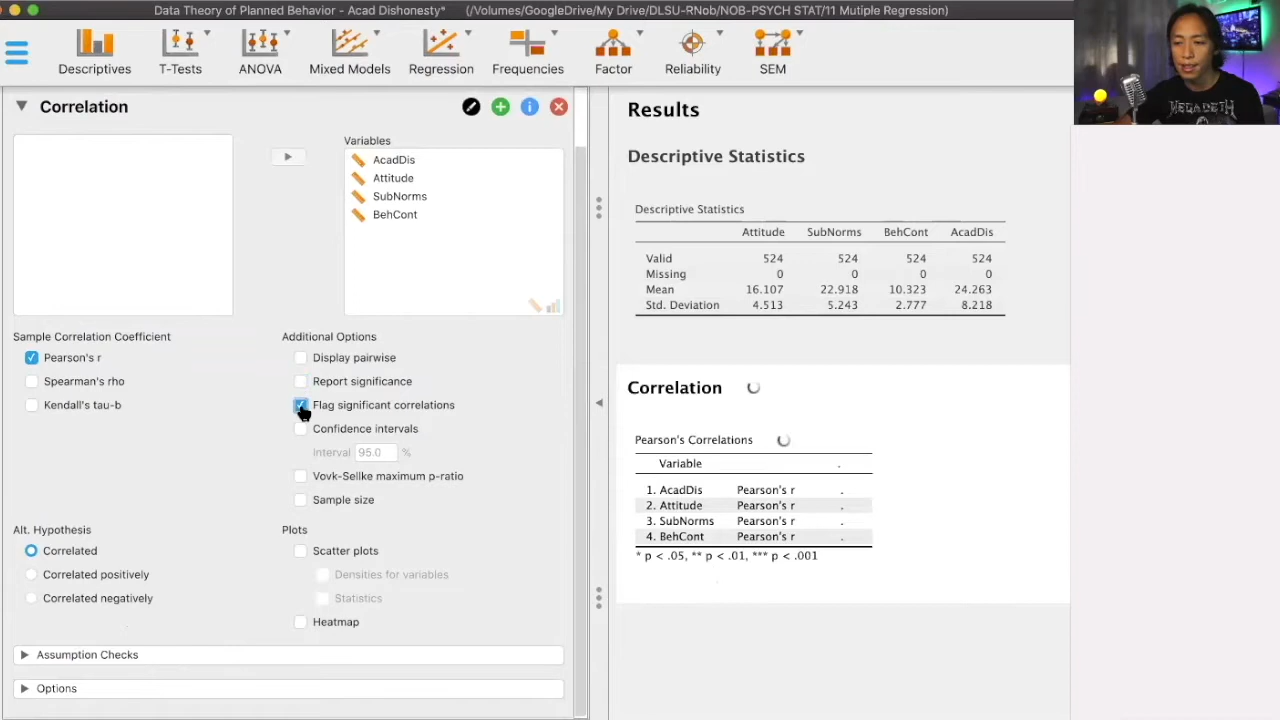 Data Theory of Planned Behavior - Acad Dishonesty* (/Volumes/GoogleDrive/My Drive/DLSU-RNob/NOB-PSYCH STAT/11 Mutiple Regression)
Descriptives T-Tests ANOVA Mixed Models Regression Frequencies Factor Reliability SEM
MEGADETH
Correlation
Variables
AcadDis
Attitude
SubNorms
BehCont
Sample Correlation Coefficient
Pearson's r
Spearman's rho
Kendall's tau-b
Additional Options
Display pairwise
Report significance
Flag significant correlations
Confidence intervals
Interval 95.0 %
Vovk-Sellke maximum p-ratio
Sample size
Alt. Hypothesis
Correlated
Correlated positively
Correlated negatively
Plots
Scatter plots
Densities for variables
Statistics
Heatmap
Assumption Checks
Options
Results
Descriptive Statistics
Descriptive Statistics
Attitude SubNorms BehCont AcadDis
Valid 524 524 524 524
Missing 0 0 0 0
Mean 16.107 22.918 10.323 24.263
Std. Deviation 4.513 5.243 2.777 8.218
Correlation
Pearson's Correlations
Variable .
1. AcadDis Pearson's r .
2. Attitude Pearson's r .
3. SubNorms Pearson's r .
4. BehCont Pearson's r .
* p < .05, ** p < .01, *** p < .001